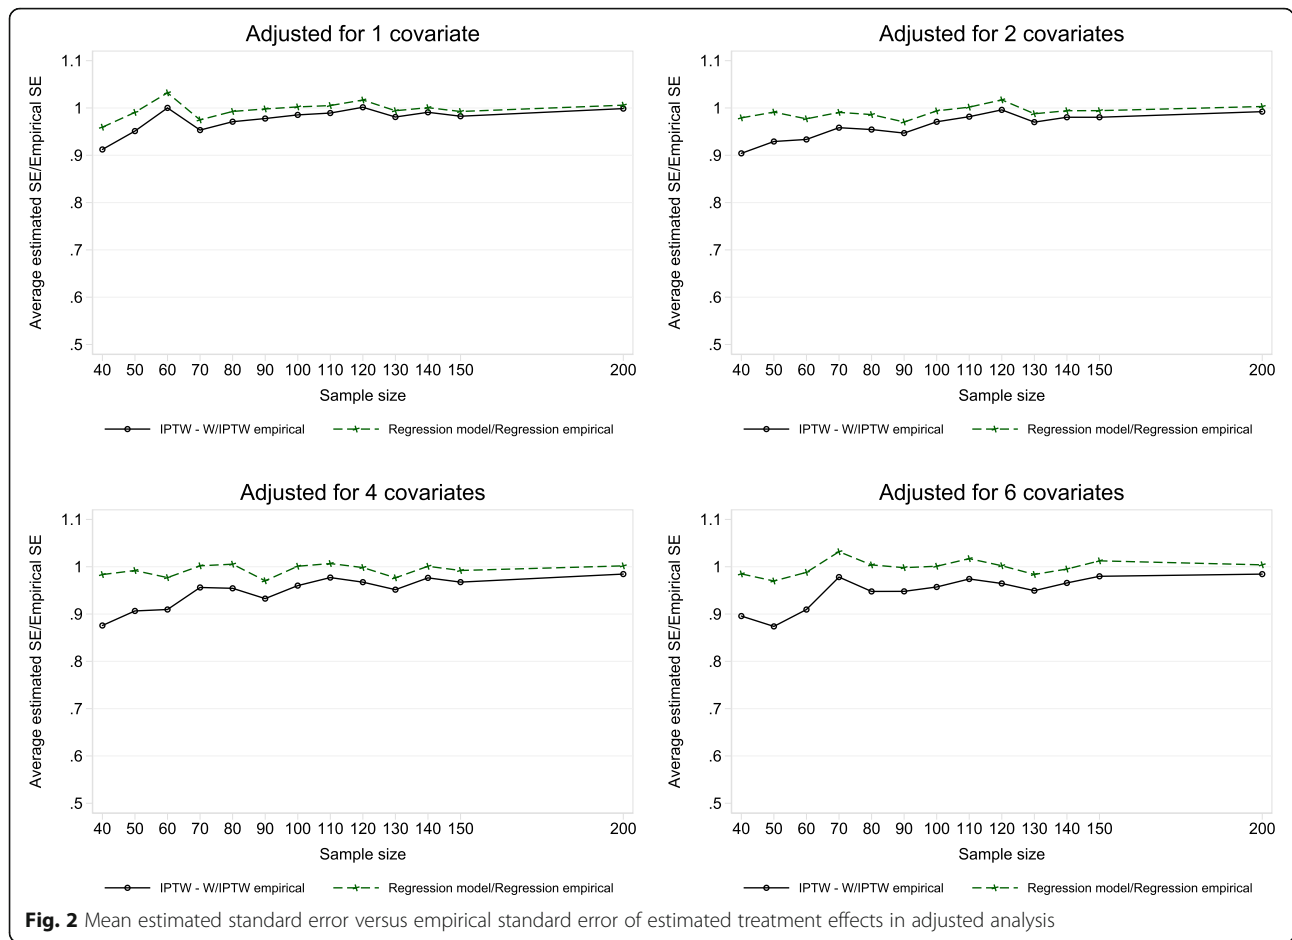 Adjusted for 1 covariate
Average estimated SE/Empirical SE
1.1
1
.9
.8
.7
.6
.5
40 50 60 70 80 90 100 110 120 130 140 150 200
Sample size
IPTW - W/IPTW empirical Regression model/Regression empirical
Adjusted for 2 covariates
Average estimated SE/Empirical SE
1.1
1
.9
.8
.7
.6
.5
40 50 60 70 80 90 100 110 120 130 140 150 200
Sample size
IPTW - W/IPTW empirical Regression model/Regression empirical
Adjusted for 4 covariates
Average estimated SE/Empirical SE
1.1
1
.9
.8
.7
.6
.5
40 50 60 70 80 90 100 110 120 130 140 150 200
Sample size
IPTW - W/IPTW empirical Regression model/Regression empirical
Adjusted for 6 covariates
Average estimated SE/Empirical SE
1.1
1
.9
.8
.7
.6
.5
40 50 60 70 80 90 100 110 120 130 140 150 200
Sample size
IPTW - W/IPTW empirical Regression model/Regression empirical
Fig. 2 Mean estimated standard error versus empirical standard error of estimated treatment effects in adjusted analysis